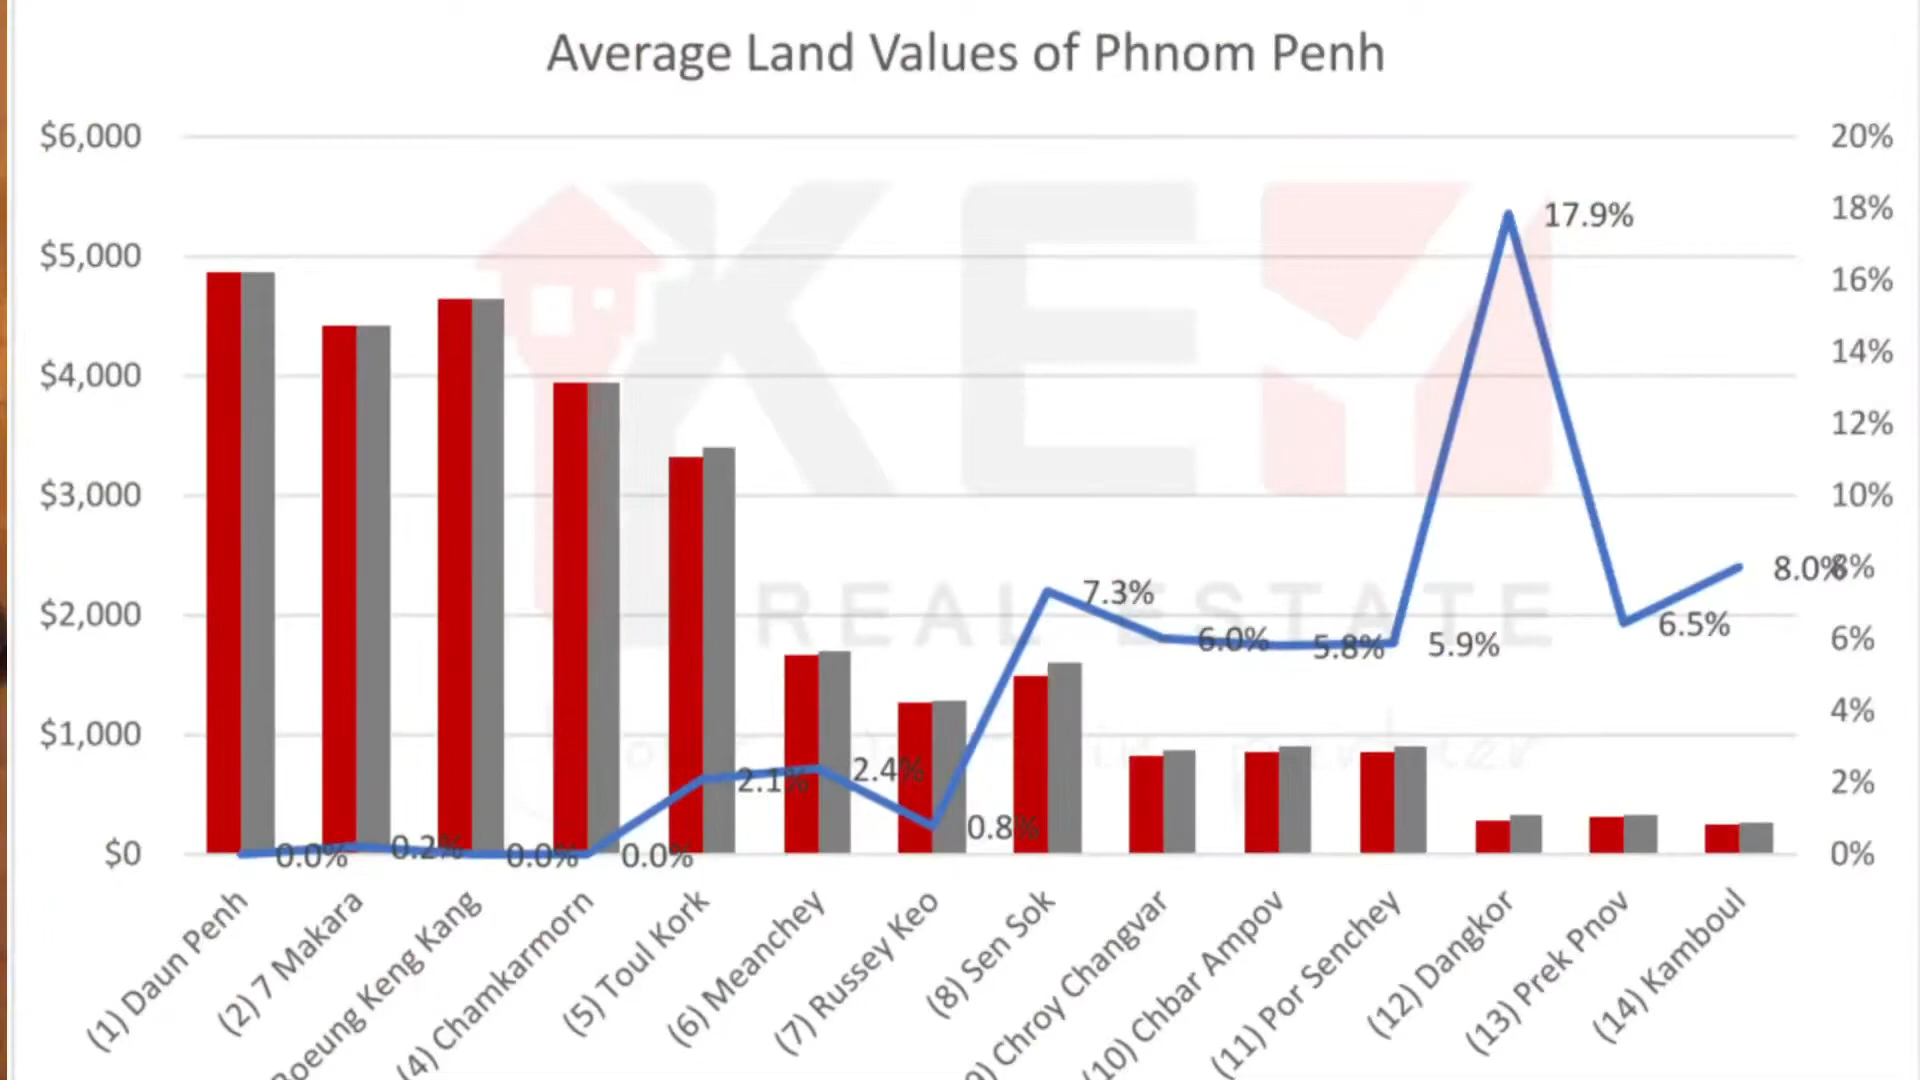 Average Land Values of Phnom Penh
$6,000
$5,000
$4,000
$3,000
$2,000
$1,000
$0
20%
18%
16%
14%
12%
10%
8%
6%
4%
2%
0%
0.0%
0.2%
0.0%
0.0%
2.1%
2.4%
0.8%
7.3%
6.0%
5.8%
5.9%
17.9%
6.5%
8.0%
KEY
REAL ESTATE
(1) Daun Penh
(2) 7 Makara
Boeung Keng Kang
(4) Chamkarmorn
(5) Toul Kork
(6) Meanchey
(7) Russey Keo
(8) Sen Sok
9) Chroy Changvar
(10) Chbar Ampov
(11) Por Senchey
(12) Dangkor
(13) Prek Pnov
(14) Kamboul